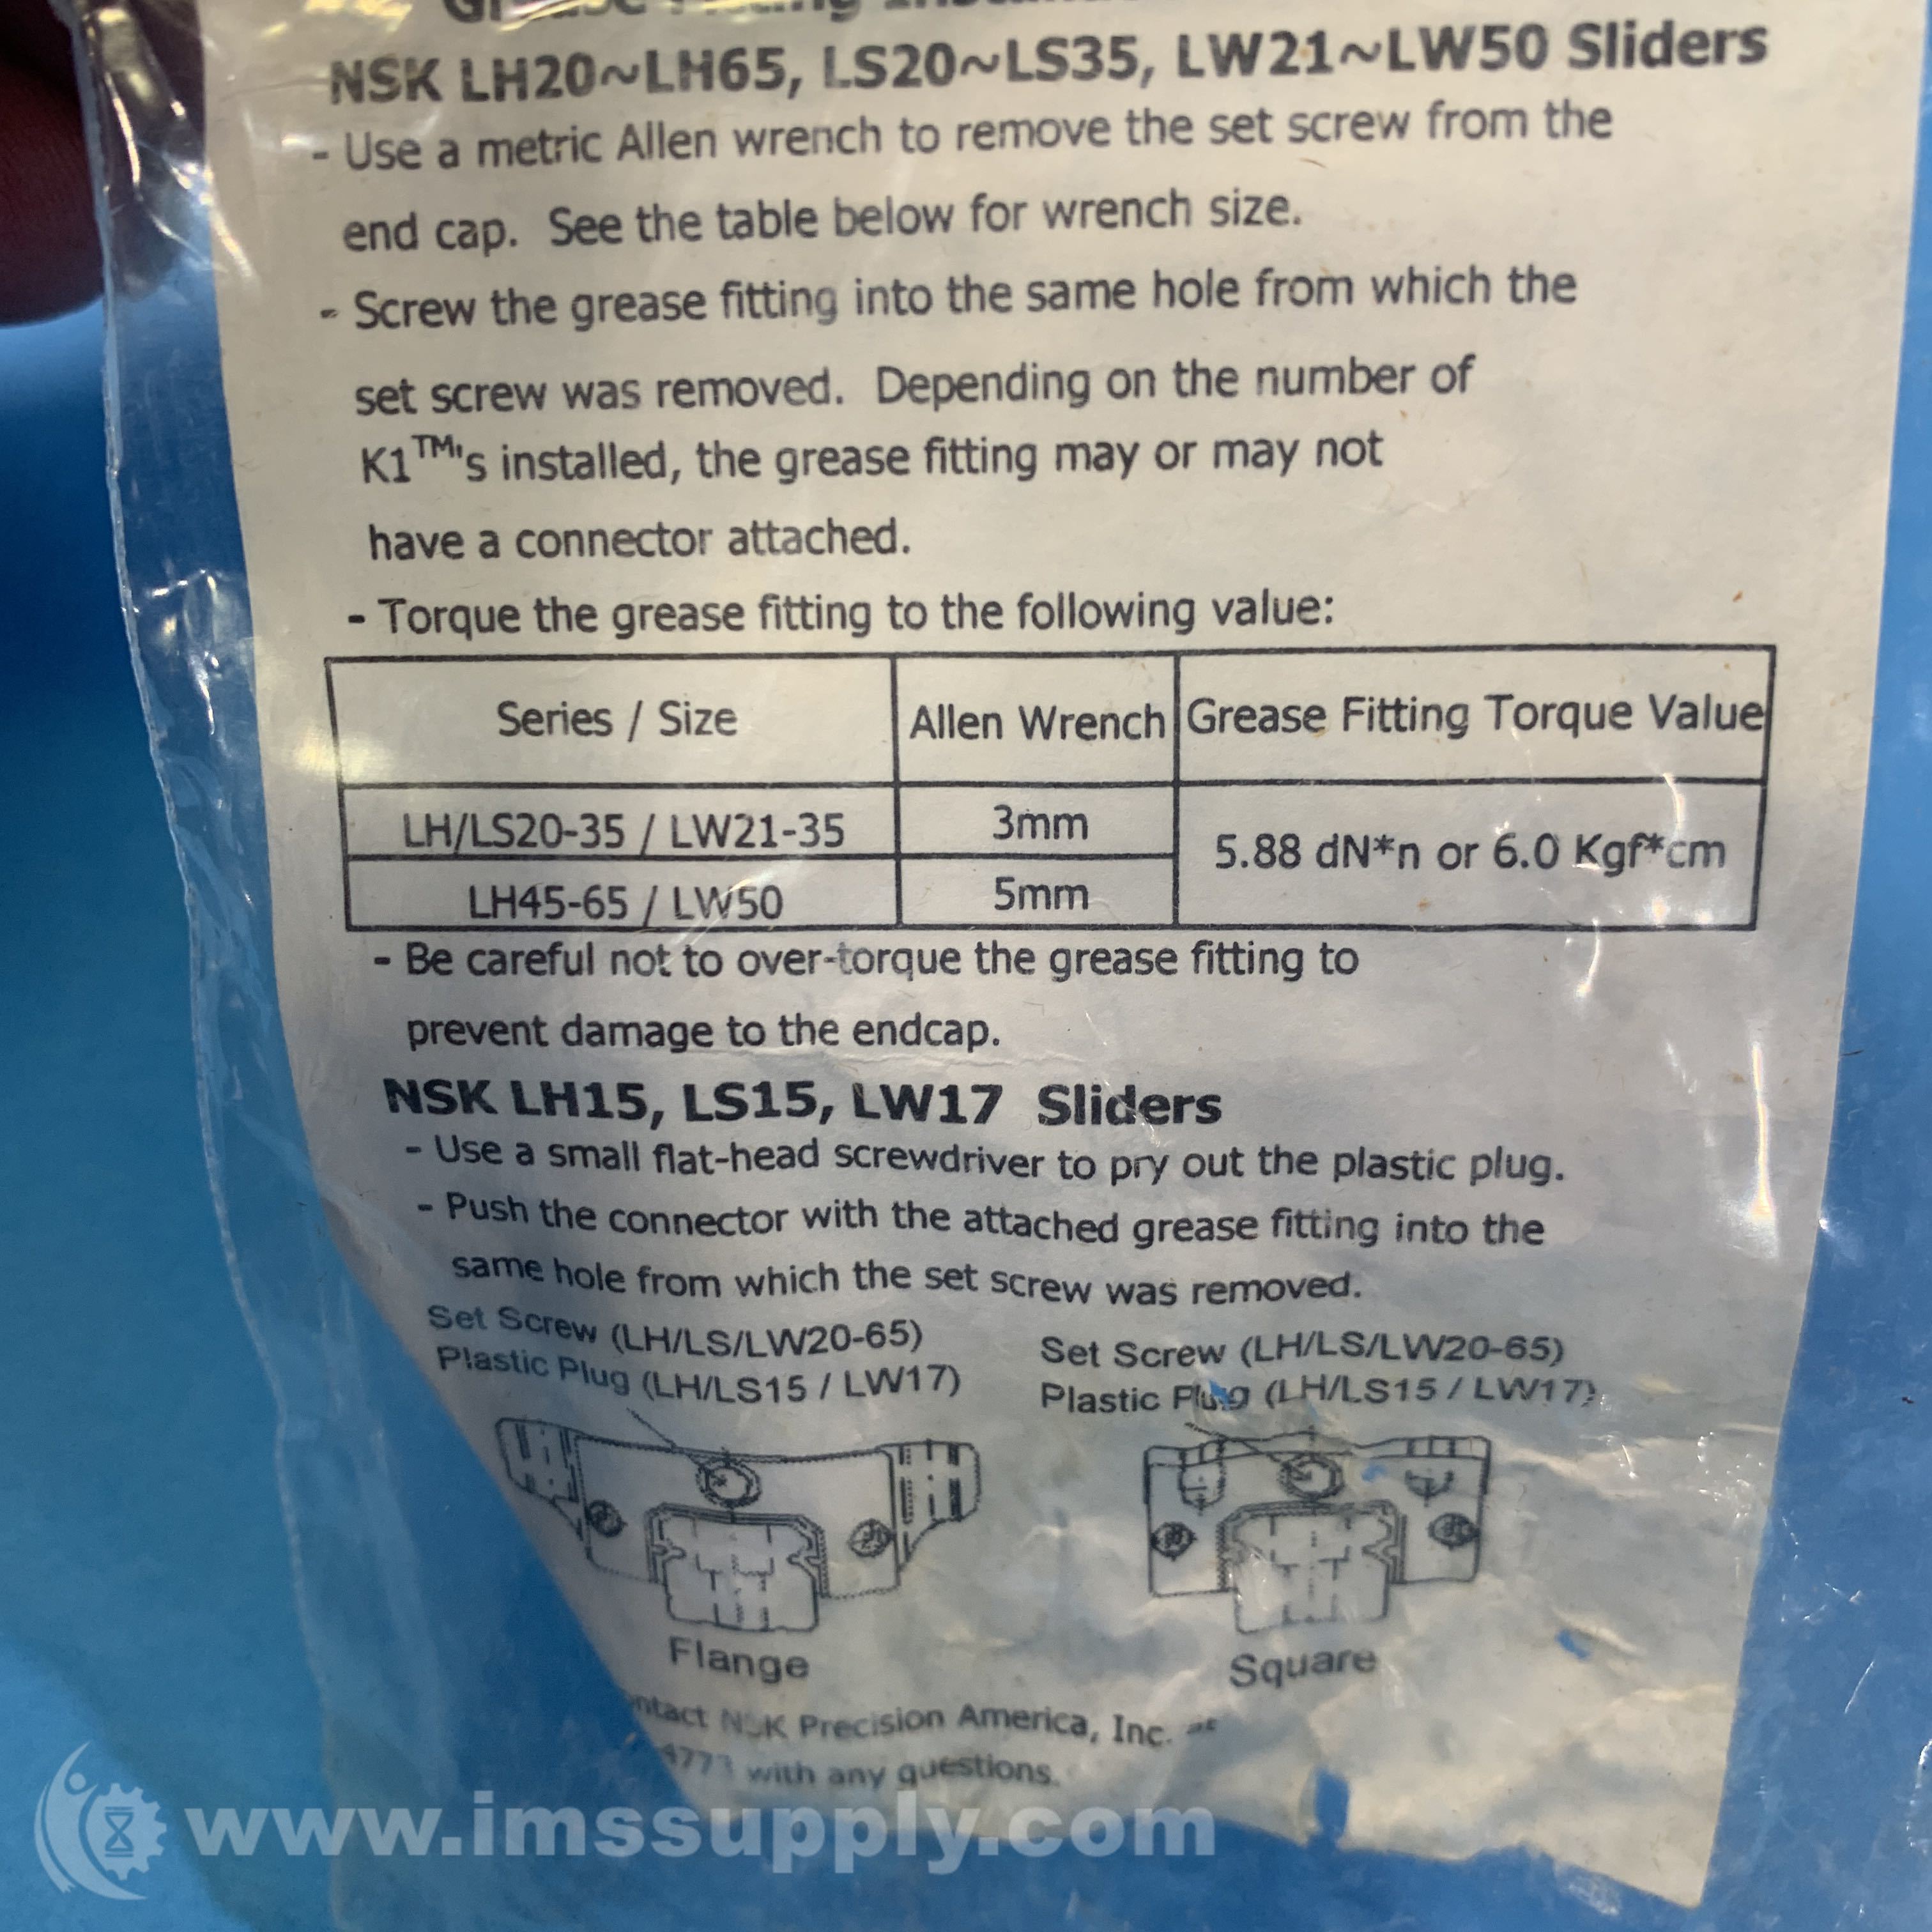 Grease Fitting
NSK LH20~LH65, LS20~LS35, LW21~LW50 Sliders
- Use a metric Allen wrench to remove the set screw from the
end cap. See the table below for wrench size.
- Screw the grease fitting into the same hole from which the
set screw was removed. Depending on the number of
K1™'s installed, the grease fitting may or may not
have a connector attached.
- Torque the grease fitting to the following value:
Series / Size Allen Wrench Grease Fitting Torque Value
LH/LS20-35 / LW21-35 3mm
5.88 dN*n or 6.0 Kgf*cm
LH45-65 / LW50 5mm
- Be careful not to over-torque the grease fitting to
prevent damage to the endcap.
NSK LH15, LS15, LW17 Sliders
- Use a small flat-head screwdriver to pry out the plastic plug.
- Push the connector with the attached grease fitting into the
same hole from which the set screw was removed.
Set Screw (LH/LS/LW20-65)
Plastic Plug (LH/LS15 / LW17)
Set Screw (LH/LS/LW20-65)
Plastic Plug (LH/LS15 / LW17)
Flange
Square
NSK Precision America, Inc.
with any questions.
www.imssupply.com